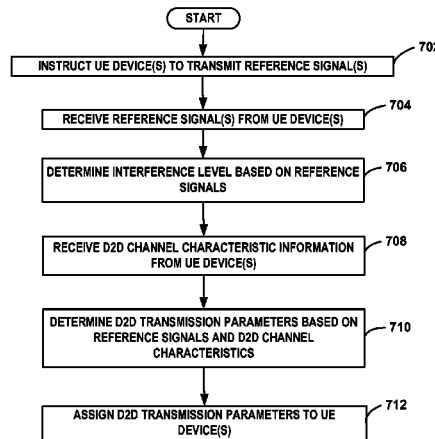 START
702
INSTRUCT UE DEVICE(S) TO TRANSMIT REFERENCE SIGNAL(S)
704
RECEIVE REFERENCE SIGNAL(S) FROM UE DEVICE(S)
706
DETERMINE INTERFERENCE LEVEL BASED ON REFERENCE
SIGNALS
708
RECEIVE D2D CHANNEL CHARACTERISTIC INFORMATION
FROM UE DEVICE(S)
710
DETERMINE D2D TRANSMISSION PARAMETERS BASED ON
REFERENCE SIGNALS AND D2D CHANNEL
CHARACTERISTICS
712
ASSIGN D2D TRANSMISSION PARAMETERS TO UE
DEVICE(S)